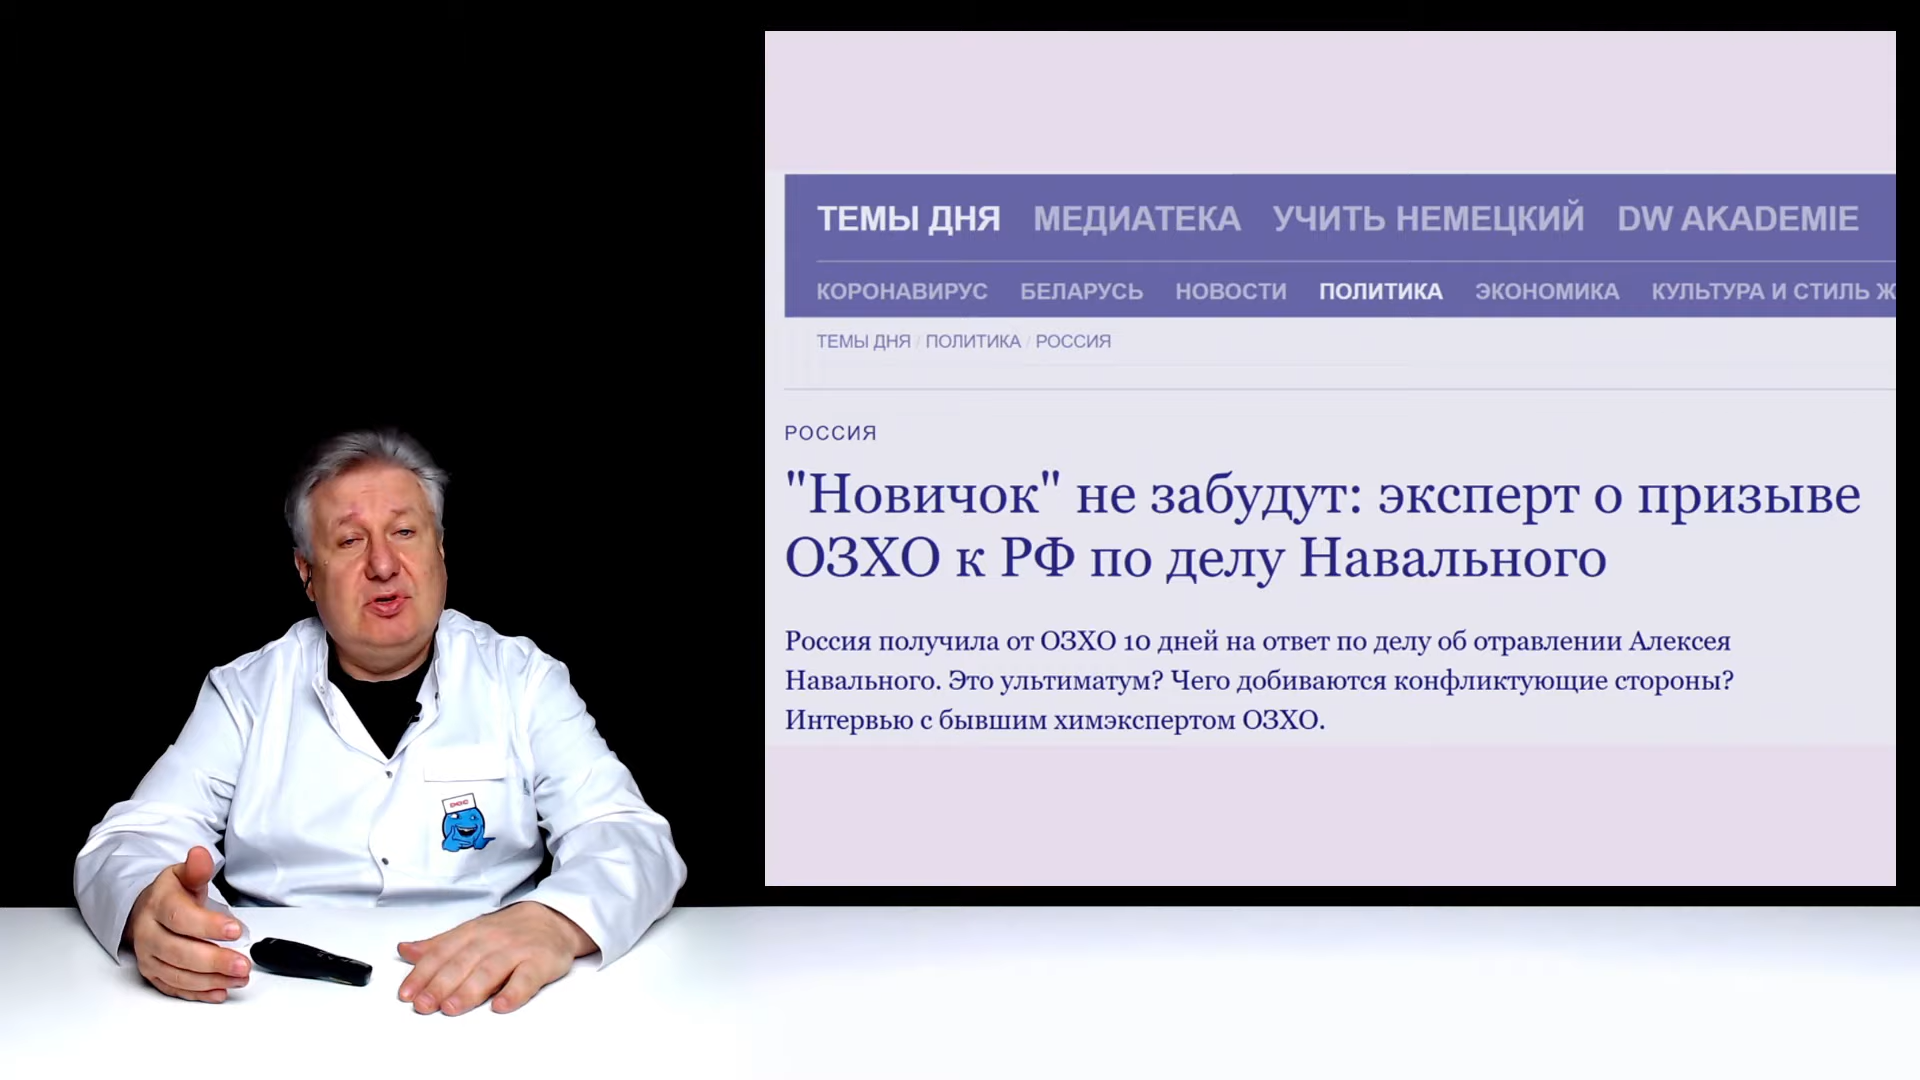 ТЕМЫ ДНЯ МЕДИАТЕКА УЧИТЬ НЕМЕЦКИЙ DW AKADEMIE
КОРОНАВИРУС БЕЛАРУСЬ НОВОСТИ ПОЛИТИКА ЭКОНОМИКА КУЛЬТУРА И СТИЛЬ Ж
ТЕМЫ ДНЯ / ПОЛИТИКА / РОССИЯ
РОССИЯ
"Новичок" не забудут: эксперт о призыве
ОЗХО к РФ по делу Навального
Россия получила от ОЗХО 10 дней на ответ по делу об отравлении Алексея
Навального. Это ультиматум? Чего добиваются конфликтующие стороны?
Интервью с бывшим химэкспертом ОЗХО.